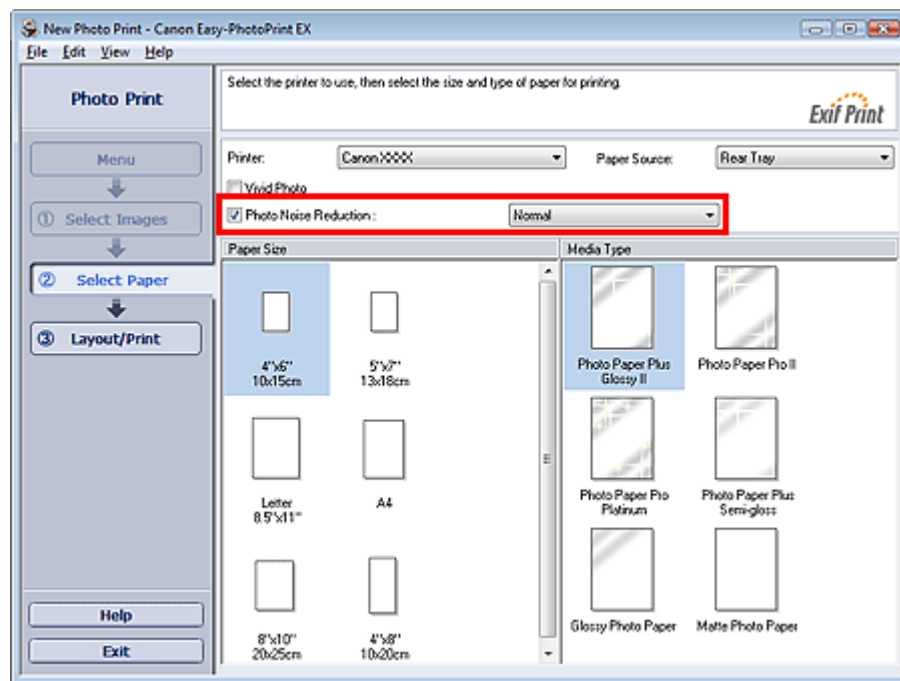 New Photo Print - Canon Easy-PhotoPrint EX
File Edit View Help
Photo Print
Select the printer to use, then select the size and type of paper for printing.
Exif Print
Menu
① Select Images
② Select Paper
③ Layout/Print
Help
Exit
Printer: Canon XXXX Paper Source: Rear Tray
Vivid Photo
Photo Noise Reduction : Normal
Paper Size
4"x6"
10x15cm
5"x7"
13x18cm
Letter
8.5"x11"
A4
8"x10"
20x25cm
4"x8"
10x20cm
Media Type
Photo Paper Plus
Glossy II
Photo Paper Pro II
Photo Paper Pro
Platinum
Photo Paper Plus
Semi-gloss
Glossy Photo Paper
Matte Photo Paper